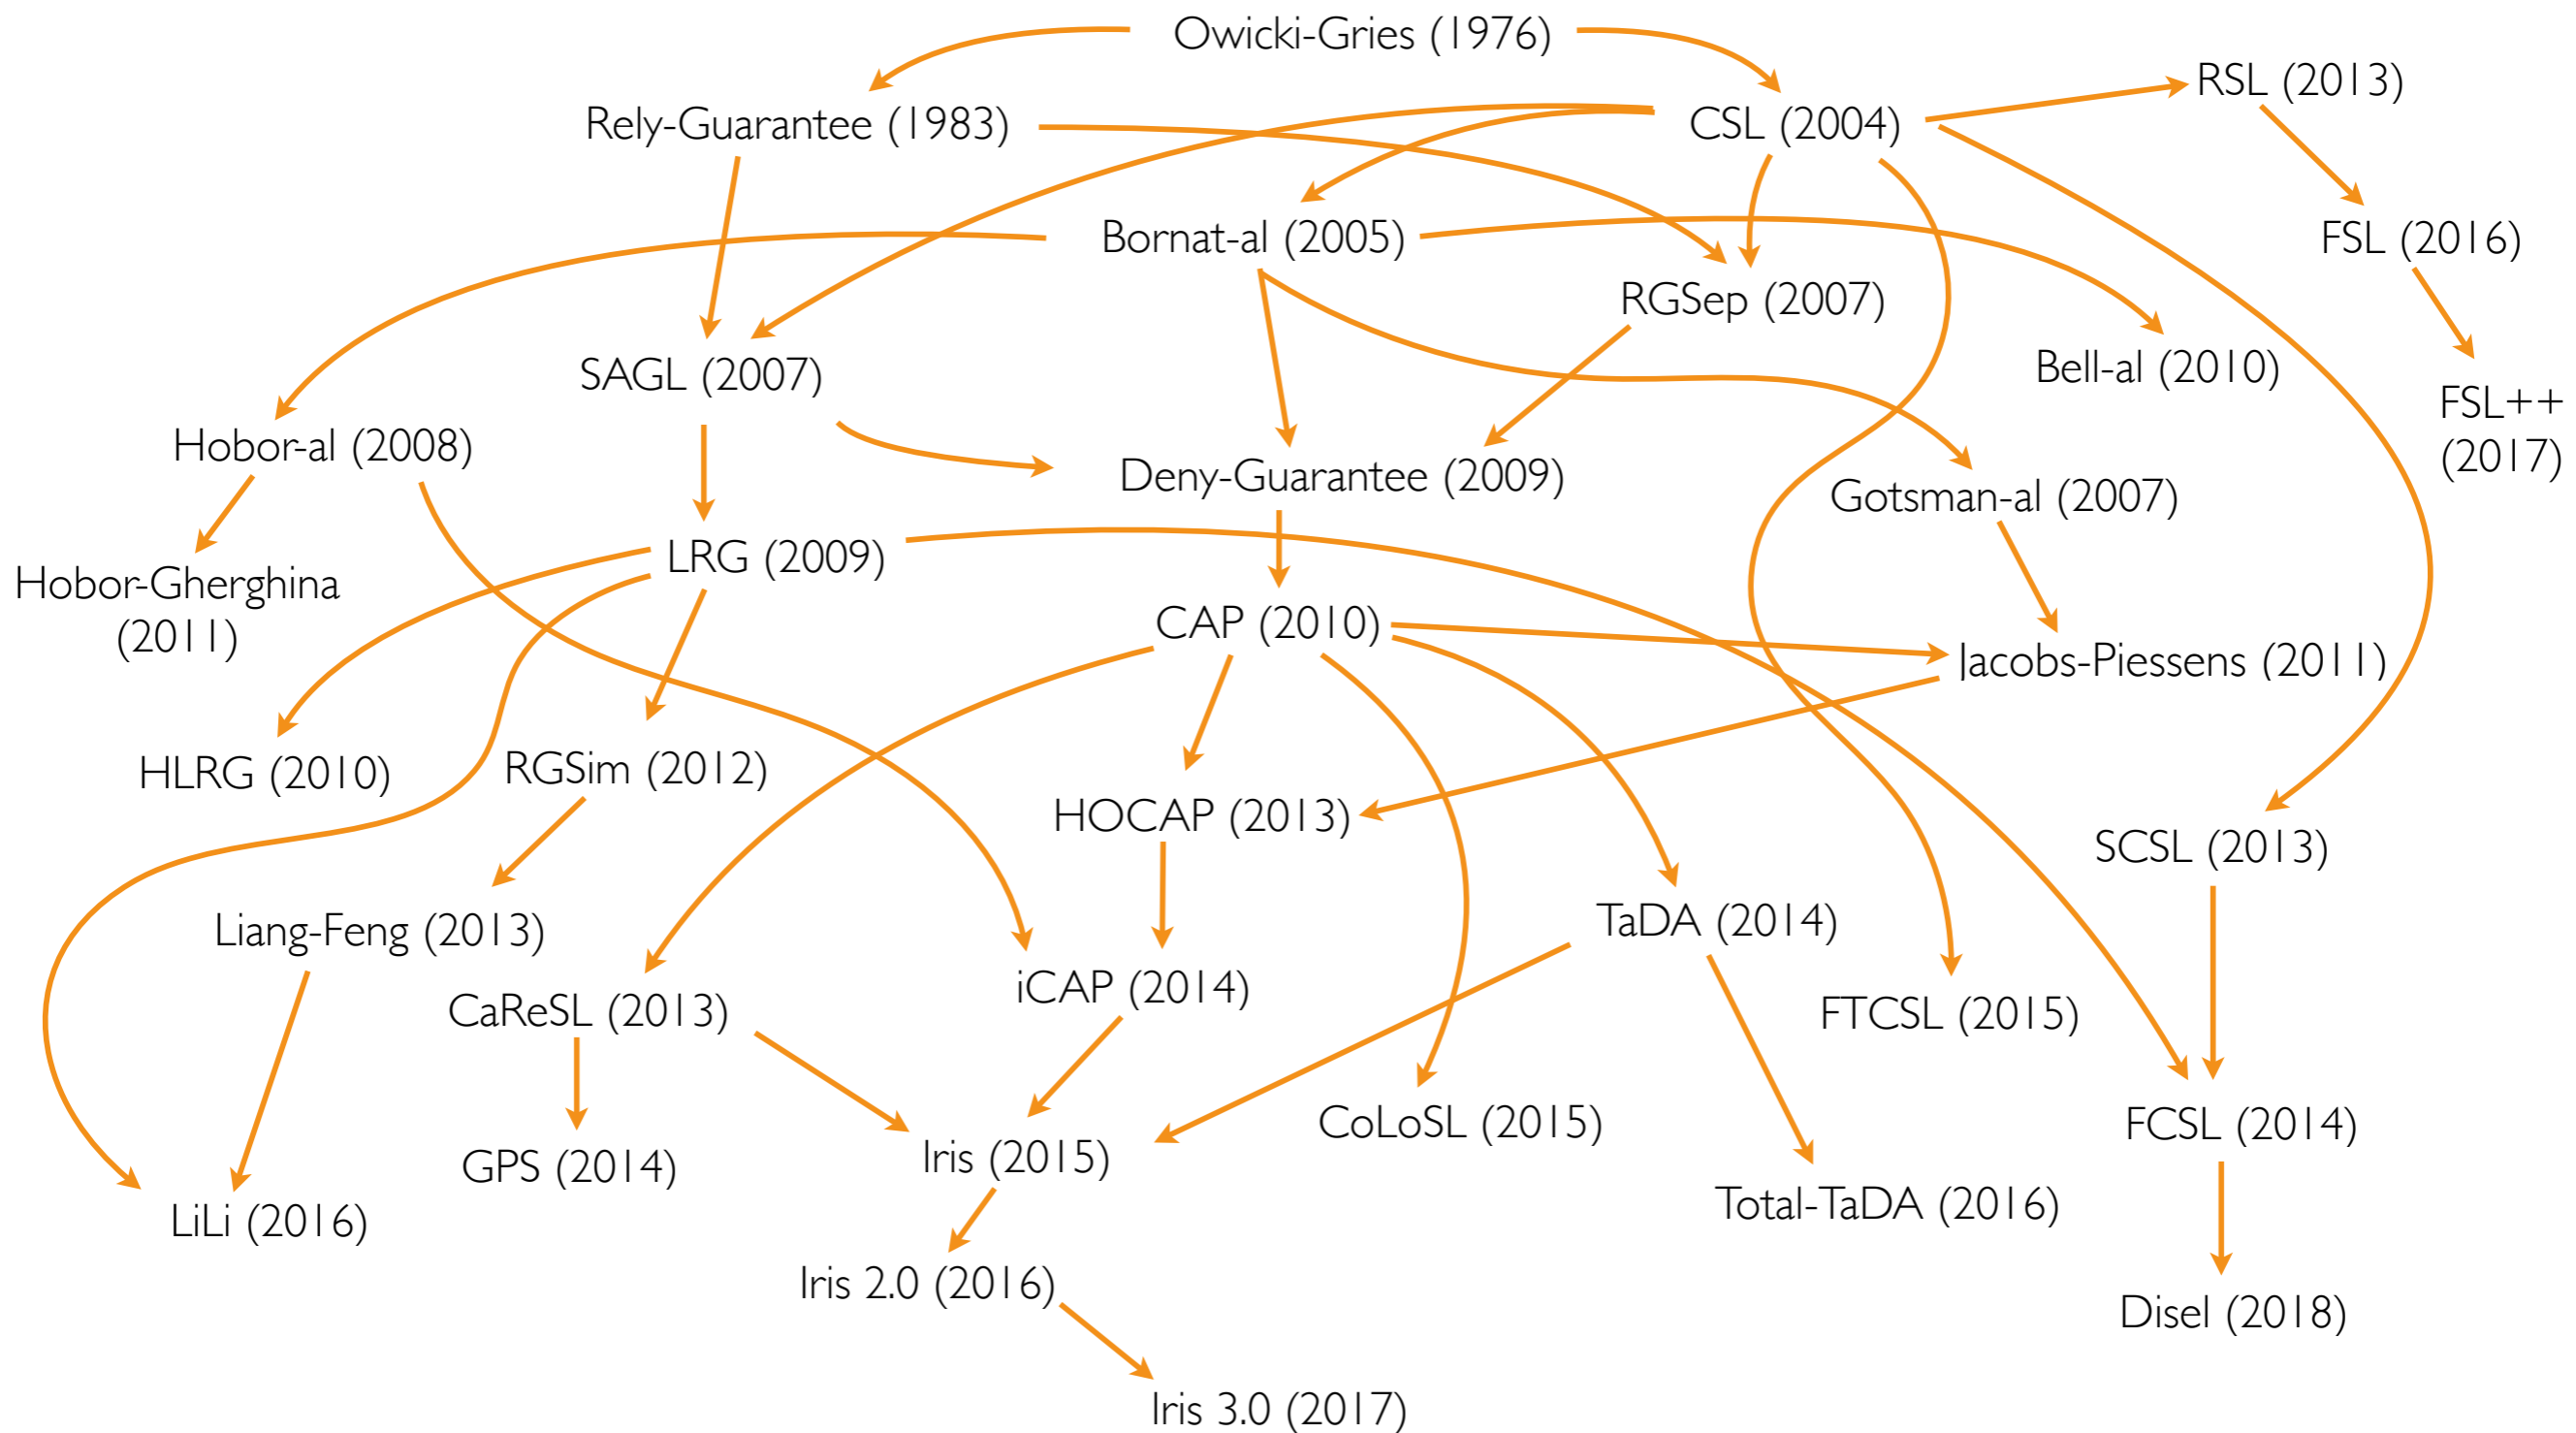 Owicki-Gries (1976)
RSL (2013)
Rely-Guarantee (1983)
CSL (2004)
Bornat-al (2005)
FSL (2016)
RGSep (2007)
SAGL (2007)
Bell-al (2010)
FSL++
(2017)
Hobor-al (2008)
Deny-Guarantee (2009)
Gotsman-al (2007)
LRG (2009)
Hobor-Gherghina
(2011)
CAP (2010)
Jacobs-Piessens (2011)
HLRG (2010)
RGSim (2012)
HOCAP (2013)
SCSL (2013)
Liang-Feng (2013)
TaDA (2014)
iCAP (2014)
CaReSL (2013)
FTCSL (2015)
CoLoSL (2015)
FCSL (2014)
Iris (2015)
GPS (2014)
Total-TaDA (2016)
LiLi (2016)
Iris 2.0 (2016)
Disel (2018)
Iris 3.0 (2017)